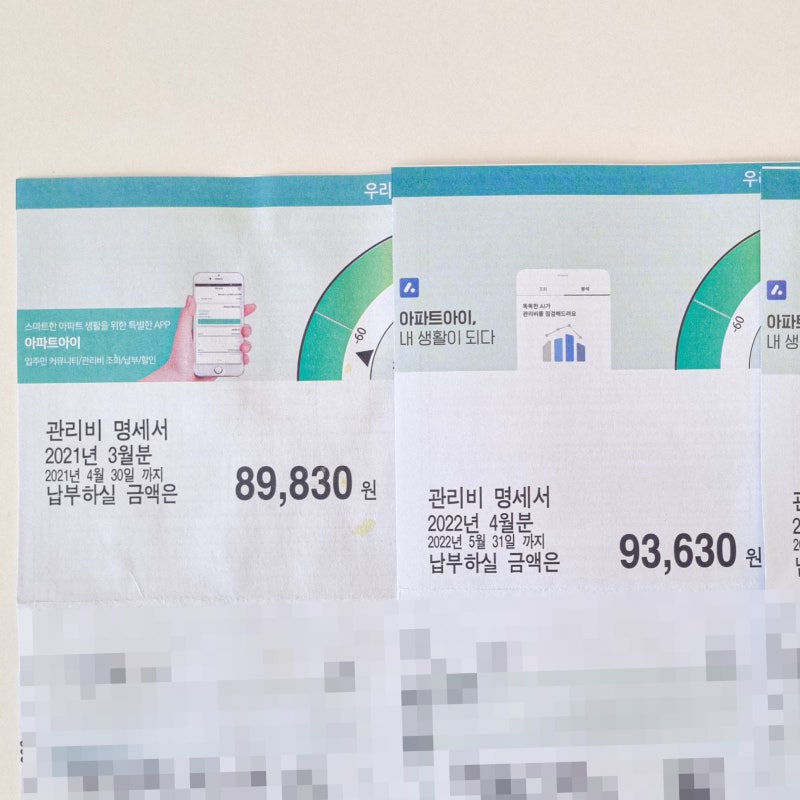 우리
스마트한 아파트 생활을 위한 특별한 APP
아파트아이
입주민 커뮤니티/관리비 조회/납부/할인
-60
관리비 명세서
2021년 3월분
2021년 4월 30일 까지
납부하실 금액은 89,830 원
우리
아파트아이,
내 생활이 되다
똑똑한 AI가
관리비를 점검해드려요
-60
관리비 명세서
2022년 4월분
2022년 5월 31일 까지
납부하실 금액은 93,630 원
아파트
내 생